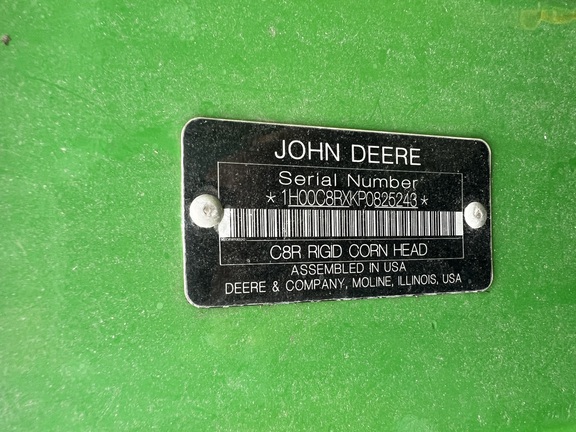 JOHN DEERE
Serial Number
* 1H00C8RXKP0825243 *
C8R RIGID CORN HEAD
ASSEMBLED IN USA
DEERE & COMPANY, MOLINE, ILLINOIS, USA